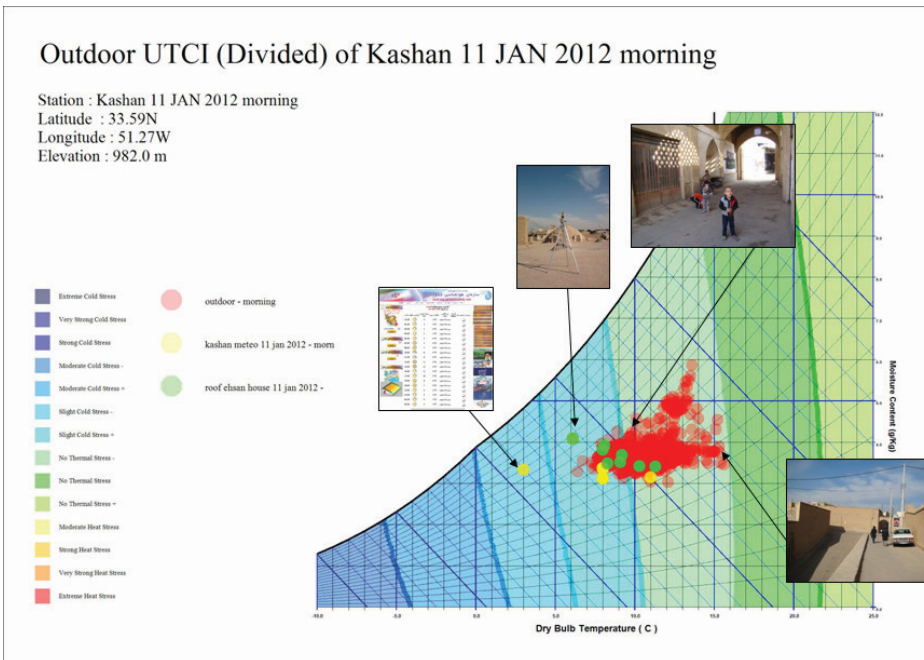 Outdoor UTCI (Divided) of Kashan 11 JAN 2012 morning
Station : Kashan 11 JAN 2012 morning
Latitude : 33.59N
Longitude : 51.27W
Elevation : 982.0 m
Extreme Cold Stress
Very Strong Cold Stress
Strong Cold Stress
Moderate Cold Stress -
Moderate Cold Stress +
Slight Cold Stress -
Slight Cold Stress +
No Thermal Stress -
No Thermal Stress
No Thermal Stress +
Moderate Heat Stress
Strong Heat Stress
Very Strong Heat Stress
Extreme Heat Stress
outdoor - morning
kashan meteo 11 jan 2012 - morn
roof ehsan house 11 jan 2012 -
Moisture Content (g/Kg)
-10.0 -5.0 0.0 5.0 10.0 15.0 20.0 25.0
Dry Bulb Temperature ( C )